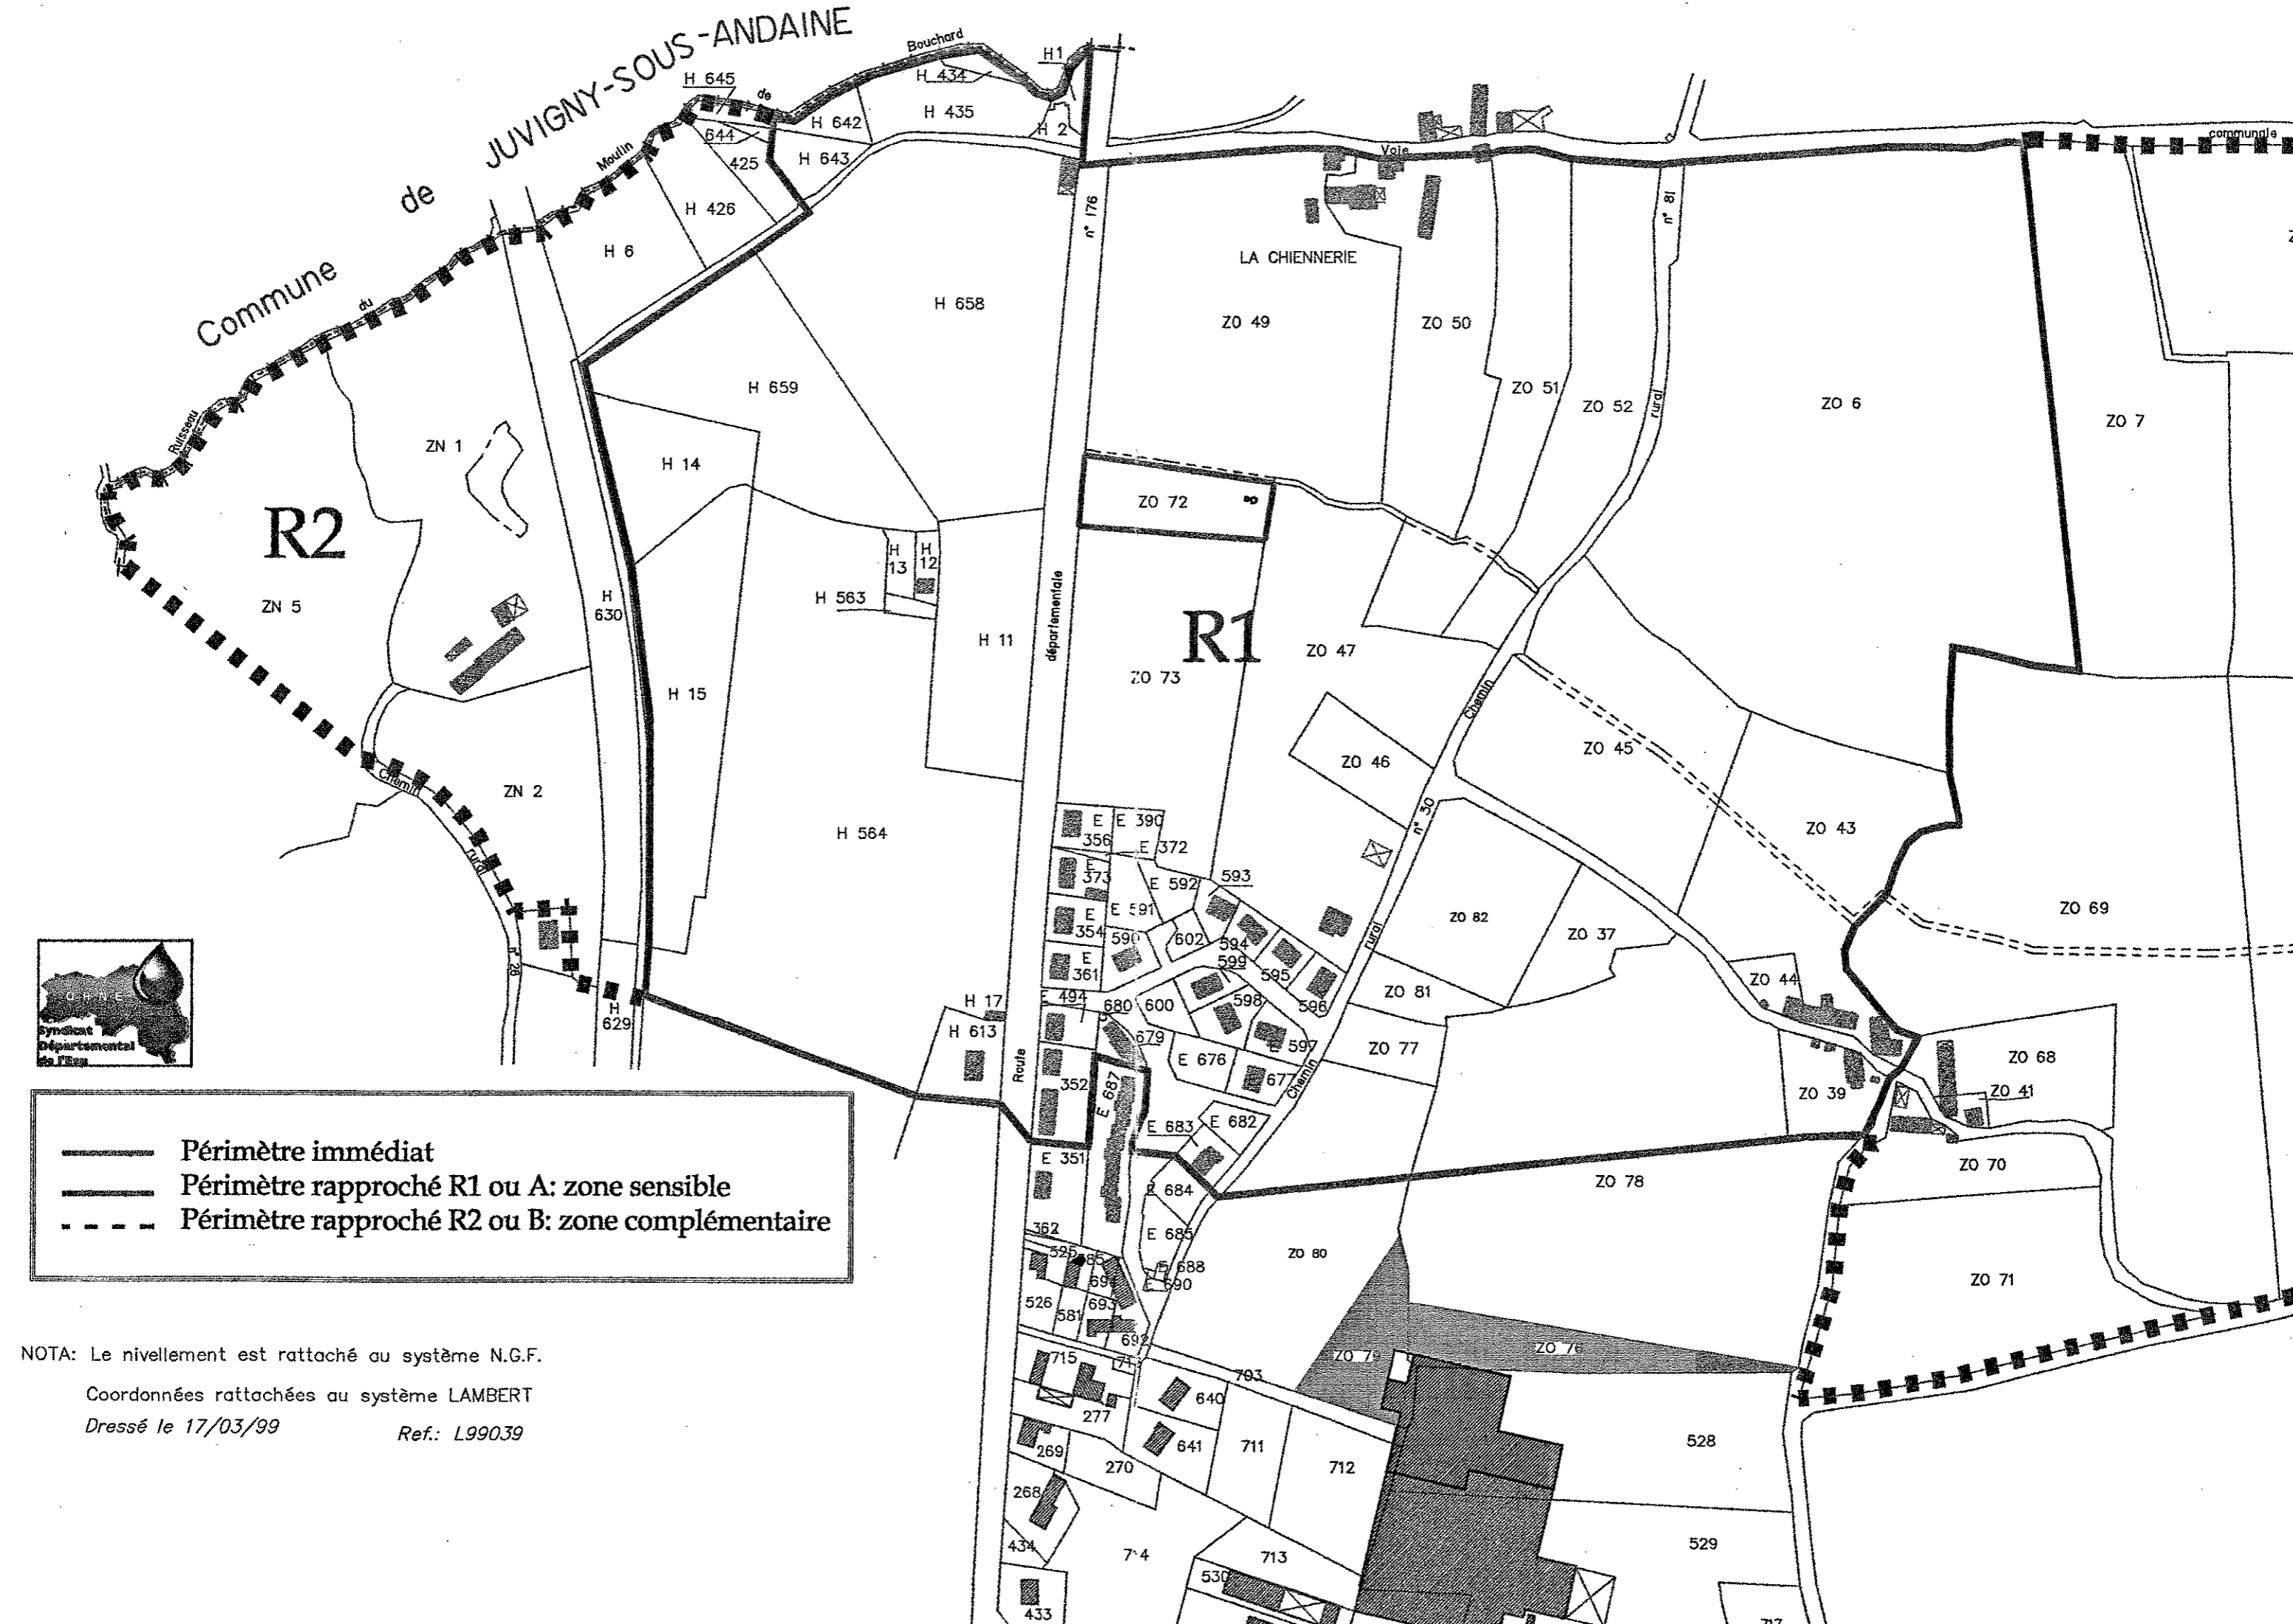 Commune de JUVIGNY-SOUS-ANDAINE
Ruisseau du Moulin de Bouchard
H 645
H 434
H1
H 642
H 435
H 2
644
425
H 643
H 426
H 6
Voie
communale
n° 176
n° 81
LA CHIENNERIE
H 658
ZO 49
ZO 50
ZO 51
ZO 52
rural
ZO 6
ZO 7
H 659
ZN 1
H 14
ZO 72
R2
ZN 5
H 630
H 13
H 12
H 563
H 11
départementale
R1
ZO 73
ZO 47
H 15
Chemin
ZO 45
ZO 46
ZN 2
Chemin
rural
n° 28
H 564
n° 30
ZO 43
E 356
E 390
E 372
E 373
E 592
593
E 591
E 354
590
602
594
599
E 361
595
598
596
rural
ZO 82
ZO 37
ZO 69
ZO 44
ZO 81
H 629
H 17
H 613
E 494
680
600
679
E 676
597
677
ZO 77
Chemin
ZO 68
ZO 41
ZO 39
Route
352
E 687
E 683
E 682
E 351
E 684
ZO 78
ZO 70
E 685
362
525
688
690
ZO 80
ZO 71
526
581
693
692
715
703
ZO 76
277
640
641
711
712
269
270
268
434
713
528
529
530
433
ORNE
Syndicat
Départemental
de l'Eau
Périmètre immédiat
Périmètre rapproché R1 ou A: zone sensible
Périmètre rapproché R2 ou B: zone complémentaire
NOTA: Le nivellement est rattaché au système N.G.F.
Coordonnées rattachées au système LAMBERT
Dressé le 17/03/99
Ref.: L99039